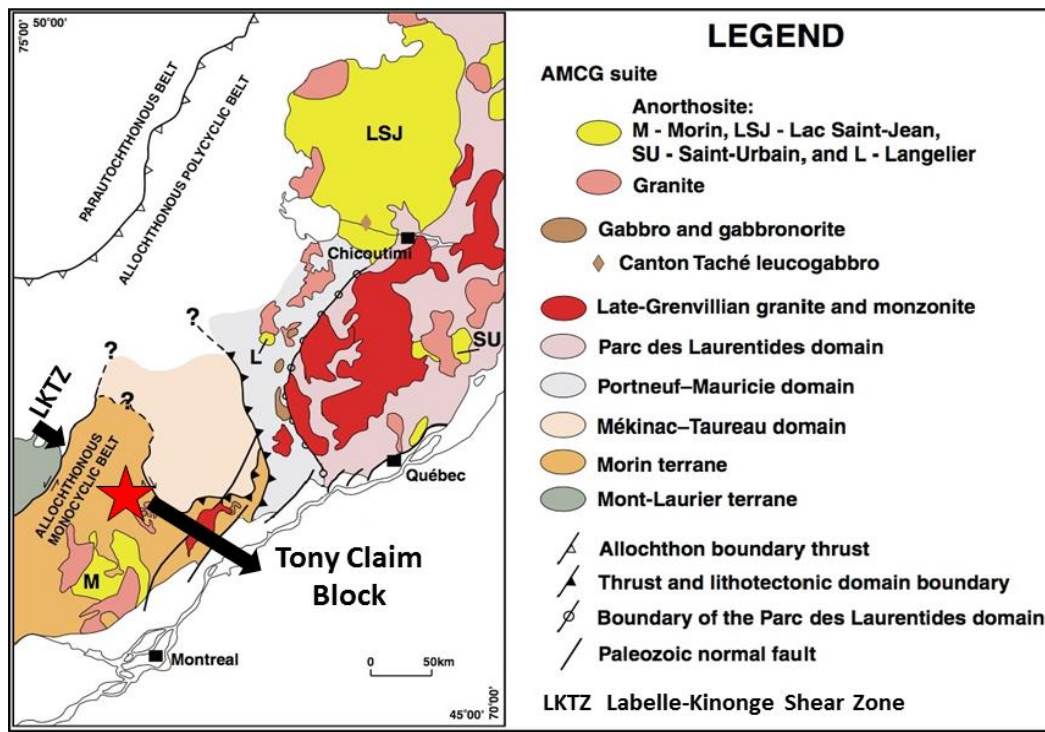 50°00'
75°00'
PARAUTOCHTHONOUS BELT
ALLOCHTHONOUS POLYCYCLIC BELT
LSJ
Chicoutimi
?
L
SU
?
?
LKTZ
ALLOCHTHONOUS
MONOCYCLIC BELT
Québec
Tony Claim
Block
M
Montreal
0 50km
45°00'
70°00'
LEGEND
AMCG suite
Anorthosite:
M - Morin, LSJ - Lac Saint-Jean,
SU - Saint-Urbain, and L - Langelier
Granite
Gabbro and gabbronorite
Canton Taché leucogabbro
Late-Grenvillian granite and monzonite
Parc des Laurentides domain
Portneuf–Mauricie domain
Mékinac–Taureau domain
Morin terrane
Mont-Laurier terrane
Allochthon boundary thrust
Thrust and lithotectonic domain boundary
Boundary of the Parc des Laurentides domain
Paleozoic normal fault
LKTZ Labelle-Kinonge Shear Zone